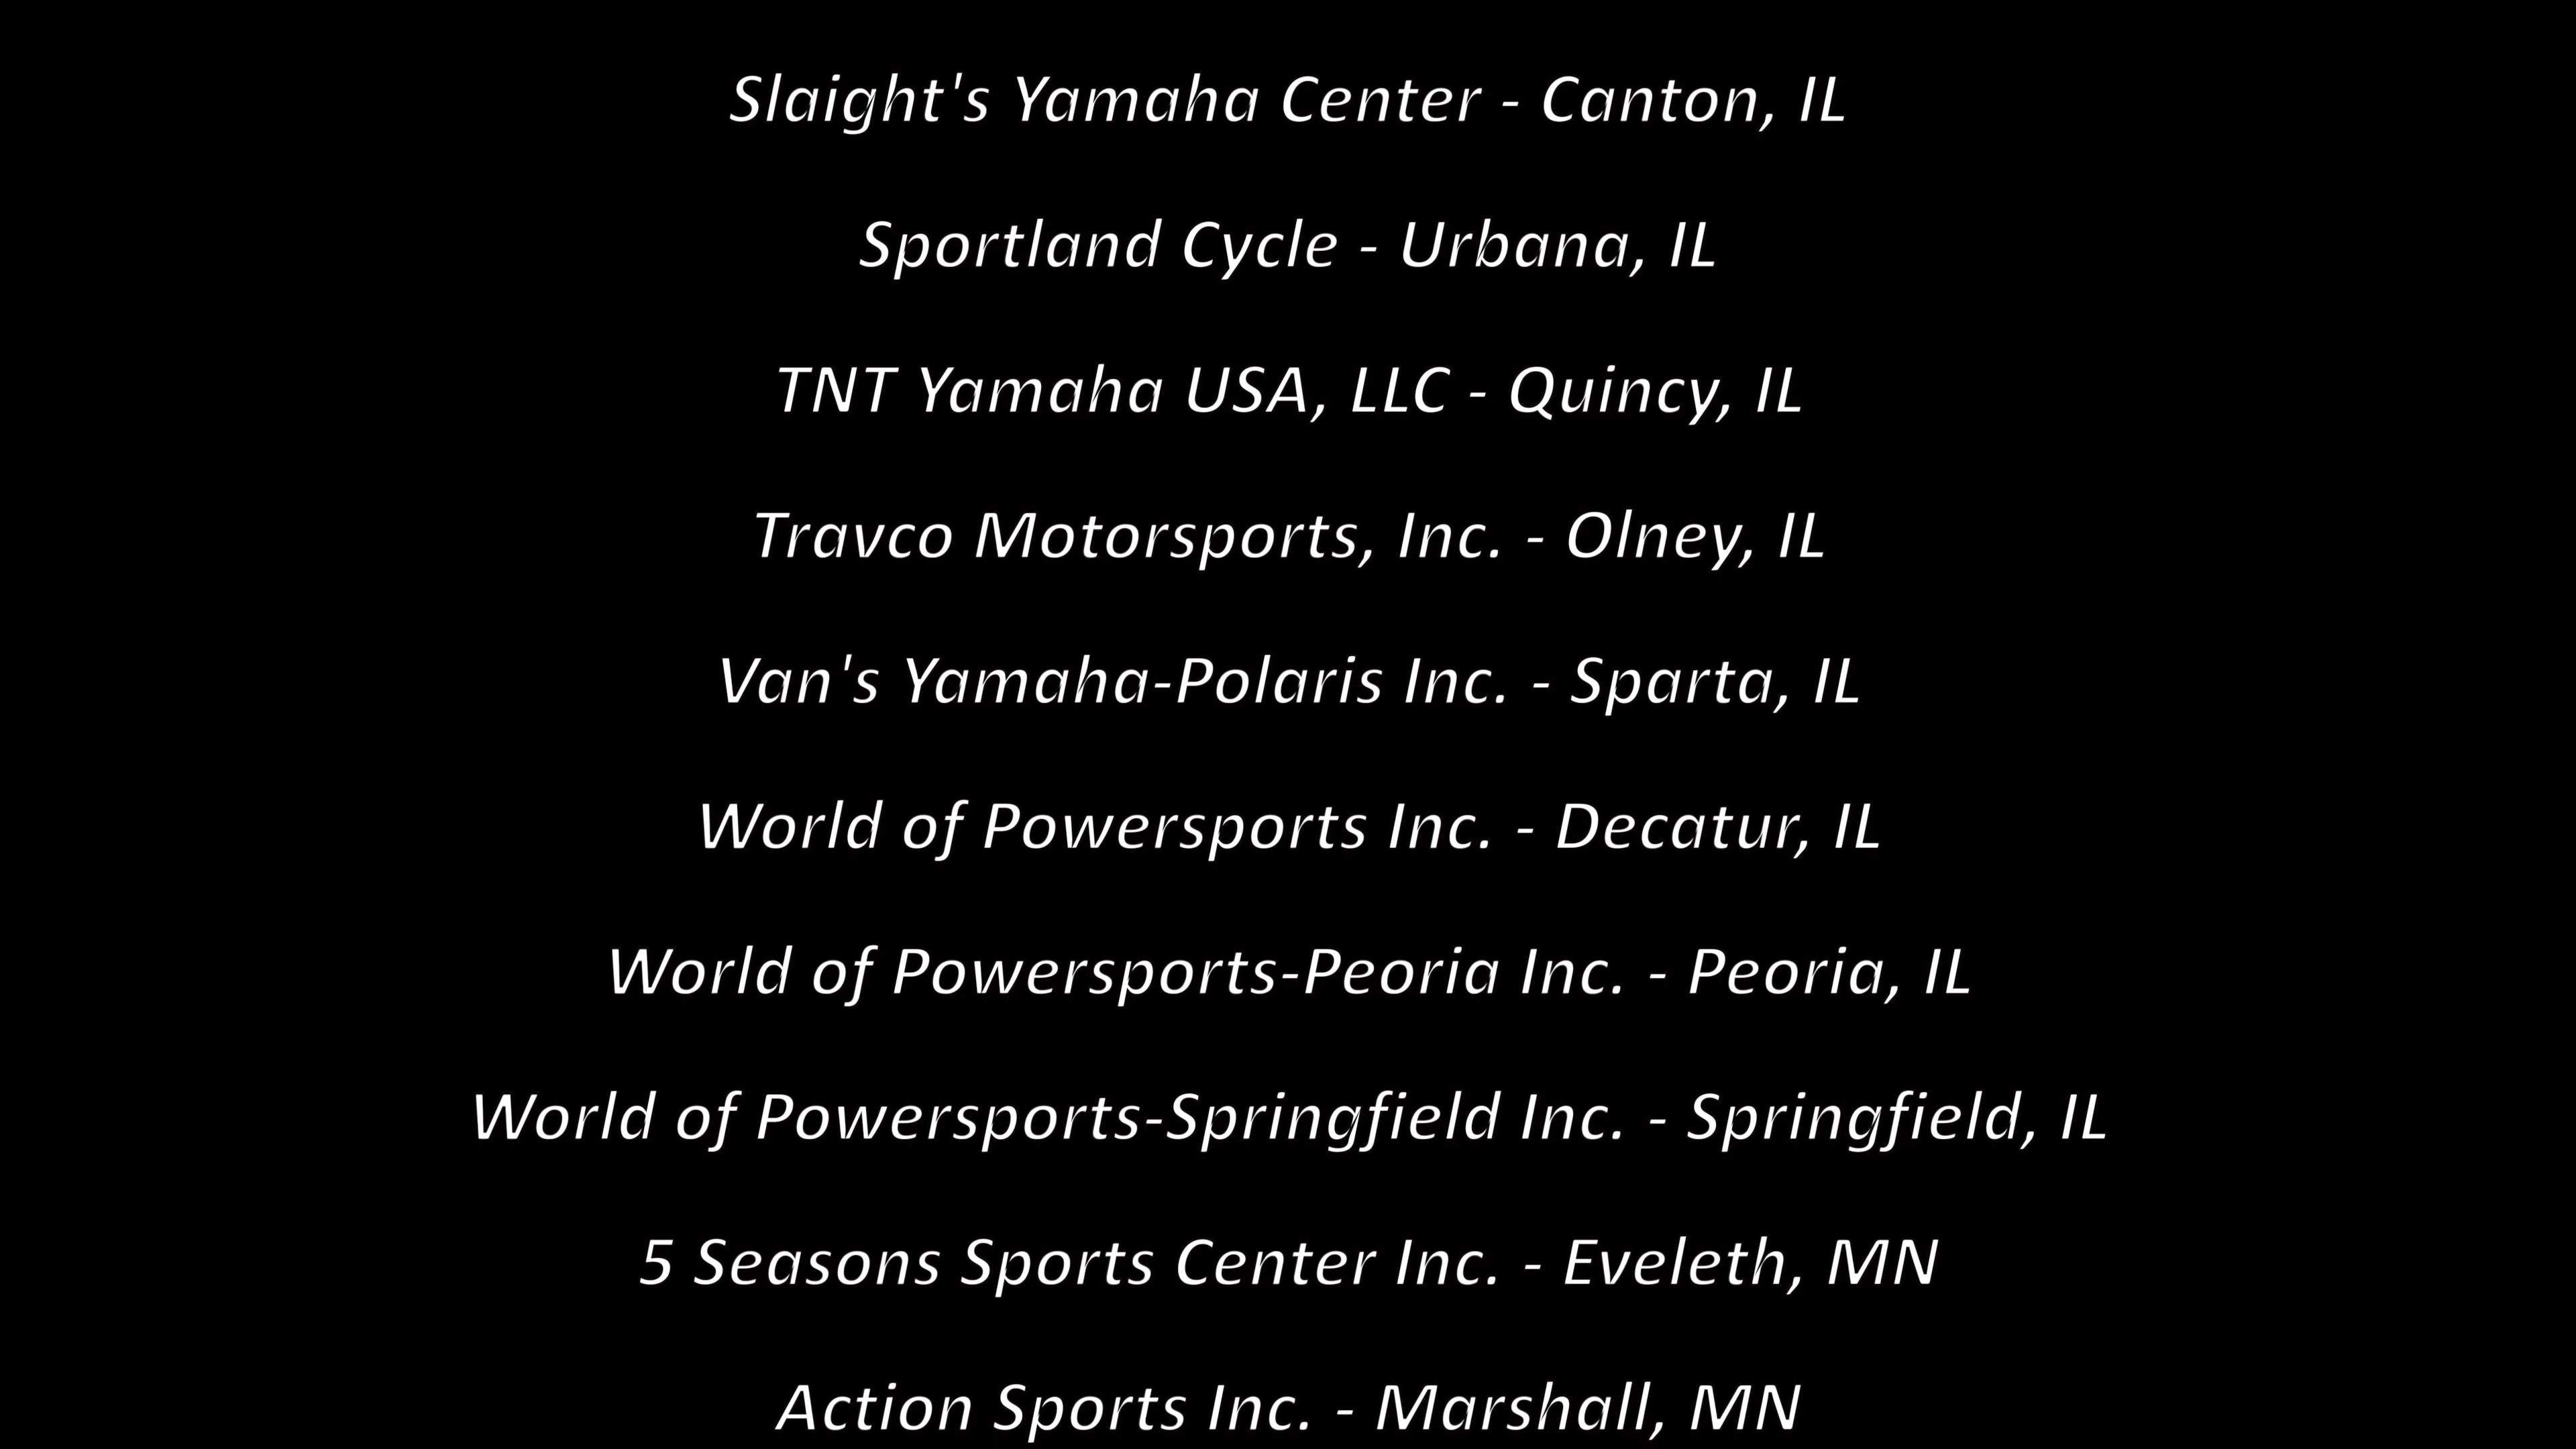 Slaight's Yamaha Center - Canton, IL
Sportland Cycle - Urbana, IL
TNT Yamaha USA, LLC - Quincy, IL
Travco Motorsports, Inc. - Olney, IL
Van's Yamaha-Polaris Inc. - Sparta, IL
World of Powersports Inc. - Decatur, IL
World of Powersports-Peoria Inc. - Peoria, IL
World of Powersports-Springfield Inc. - Springfield, IL
5 Seasons Sports Center Inc. - Eveleth, MN
Action Sports Inc. - Marshall, MN